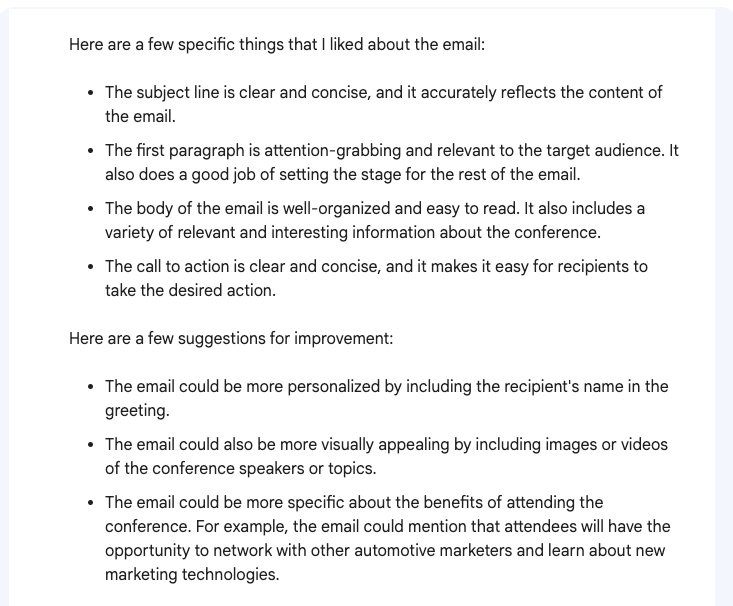 Here are a few specific things that I liked about the email:
• The subject line is clear and concise, and it accurately reflects the content of
the email.
• The first paragraph is attention-grabbing and relevant to the target audience. It
also does a good job of setting the stage for the rest of the email.
• The body of the email is well-organized and easy to read. It also includes a
variety of relevant and interesting information about the conference.
• The call to action is clear and concise, and it makes it easy for recipients to
take the desired action.
Here are a few suggestions for improvement:
• The email could be more personalized by including the recipient's name in the
greeting.
• The email could also be more visually appealing by including images or videos
of the conference speakers or topics.
• The email could be more specific about the benefits of attending the
conference. For example, the email could mention that attendees will have the
opportunity to network with other automotive marketers and learn about new
marketing technologies.